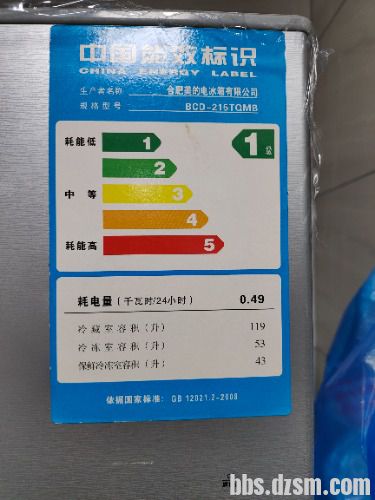 中国能效标识
CHINA ENERGY LABEL
生产者名称 合肥美的电冰箱有限公司
规格型号 BCD-215TQMB
耗能低 1 1级
2
中 等 3
4
耗能高 5
耗电量（千瓦时/24小时） 0.49
冷藏室容积（升） 119
冷冻室容积（升） 53
保鲜冷冻室容积（升） 43
依据国家标准：GB 12021.2-2008
bbs.dzsm.com